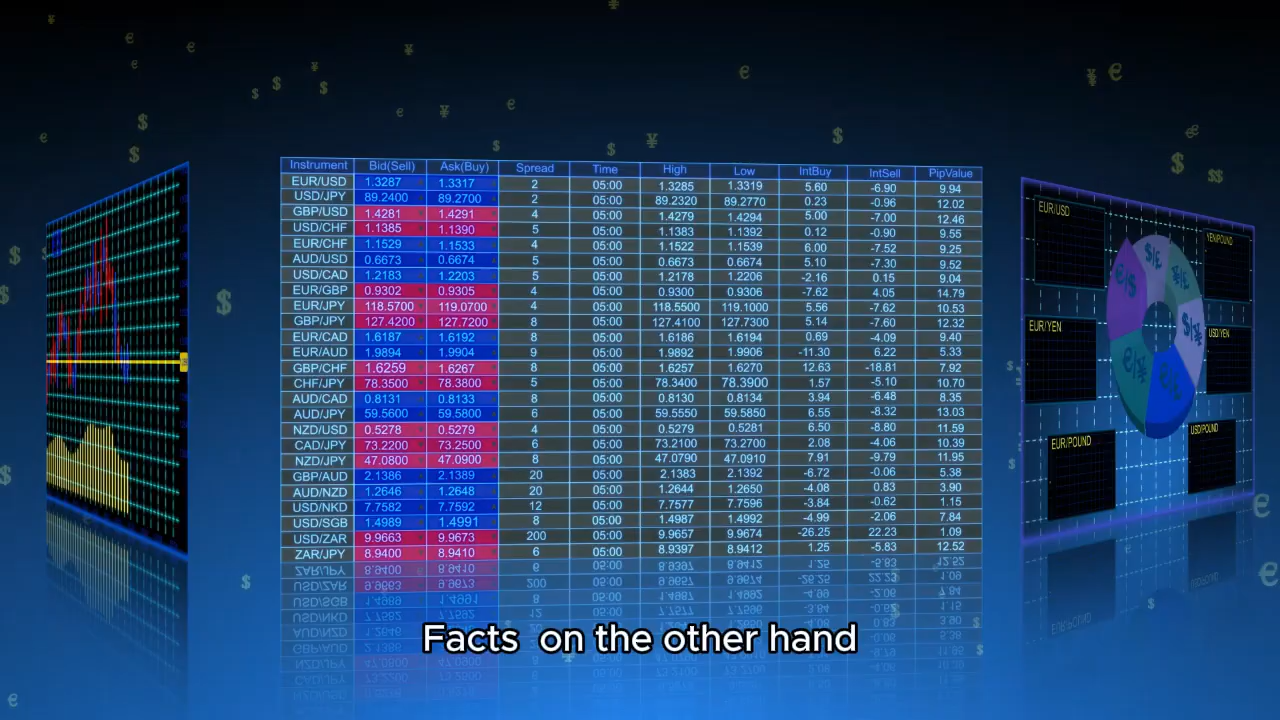 Instrument Bid(Sell) Ask(Buy) Spread Time High Low IntBuy IntSell PipValue
EUR/USD 1.3287 1.3317 2 05:00 1.3285 1.3319 5.60 -6.90 9.94
USD/JPY 89.2400 89.2700 2 05:00 89.2320 89.2770 0.23 -0.96 12.02
GBP/USD 1.4281 1.4291 4 05:00 1.4279 1.4294 5.00 -7.00 12.46
USD/CHF 1.1385 1.1390 5 05:00 1.1383 1.1392 0.12 -0.90 9.55
EUR/CHF 1.1529 1.1533 4 05:00 1.1522 1.1539 6.00 -7.52 9.25
AUD/USD 0.6673 0.6674 5 05:00 0.6673 0.6674 5.10 -7.30 9.52
USD/CAD 1.2183 1.2203 5 05:00 1.2178 1.2206 -2.16 0.15 9.04
EUR/GBP 0.9302 0.9305 4 05:00 0.9300 0.9306 -7.62 4.05 14.79
EUR/JPY 118.5700 119.0700 4 05:00 118.5500 119.1000 5.56 -7.62 10.53
GBP/JPY 127.4200 127.7200 8 05:00 127.4100 127.7300 5.14 -7.60 12.32
EUR/CAD 1.6187 1.6192 8 05:00 1.6186 1.6194 0.69 -4.09 9.40
EUR/AUD 1.9894 1.9904 9 05:00 1.9892 1.9906 -11.30 6.22 5.33
GBP/CHF 1.6259 1.6267 8 05:00 1.6257 1.6270 12.63 -18.81 7.92
CHF/JPY 78.3500 78.3800 5 05:00 78.3400 78.3900 1.57 -5.10 10.70
AUD/CAD 0.8131 0.8133 8 05:00 0.8130 0.8134 3.94 -6.48 8.35
AUD/JPY 59.5600 59.5800 6 05:00 59.5550 59.5850 6.55 -8.32 13.03
NZD/USD 0.5278 0.5279 4 05:00 0.5279 0.5281 6.50 -8.80 11.59
CAD/JPY 73.2200 73.2500 6 05:00 73.2100 73.2700 2.08 -4.06 10.39
NZD/JPY 47.0800 47.0900 8 05:00 47.0790 47.0910 7.91 -9.79 11.95
GBP/AUD 2.1386 2.1389 20 05:00 2.1383 2.1392 -6.72 -0.06 5.38
AUD/NZD 1.2646 1.2648 20 05:00 1.2644 1.2650 -4.08 0.83 3.90
USD/NKD 7.7582 7.7592 12 05:00 7.7577 7.7596 -3.84 -0.62 1.15
USD/SGB 1.4989 1.4991 8 05:00 1.4987 1.4992 -4.99 -2.06 7.84
USD/ZAR 9.9663 9.9673 200 05:00 9.9657 9.9674 -26.25 22.23 1.09
ZAR/JPY 8.9400 8.9410 6 05:00 8.9397 8.9412 1.25 -5.83 12.52
EUR/USD
YEN/POUND
EUR/YEN
USD/YEN
EUR/POUND
USD/POUND
€/$
$/£
¥/£
$/¥
€/¥
Facts on the other hand